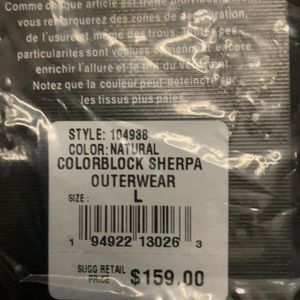 Comme chaque article est traité individuellement
vous remarquerez des zones de décoloration,
de l'usure et même des trous. Toutes ces
particularités sont voulues et viennent encore
enrichir l'allure et le du vêtement.
Notez que la couleur peut déteindre sur
les tissus plus pâles.
STYLE: 104938
COLOR: NATURAL
COLORBLOCK SHERPA
OUTERWEAR
SIZE: L
1 94922 13026 3
SUGG RETAIL
PRICE $159.00